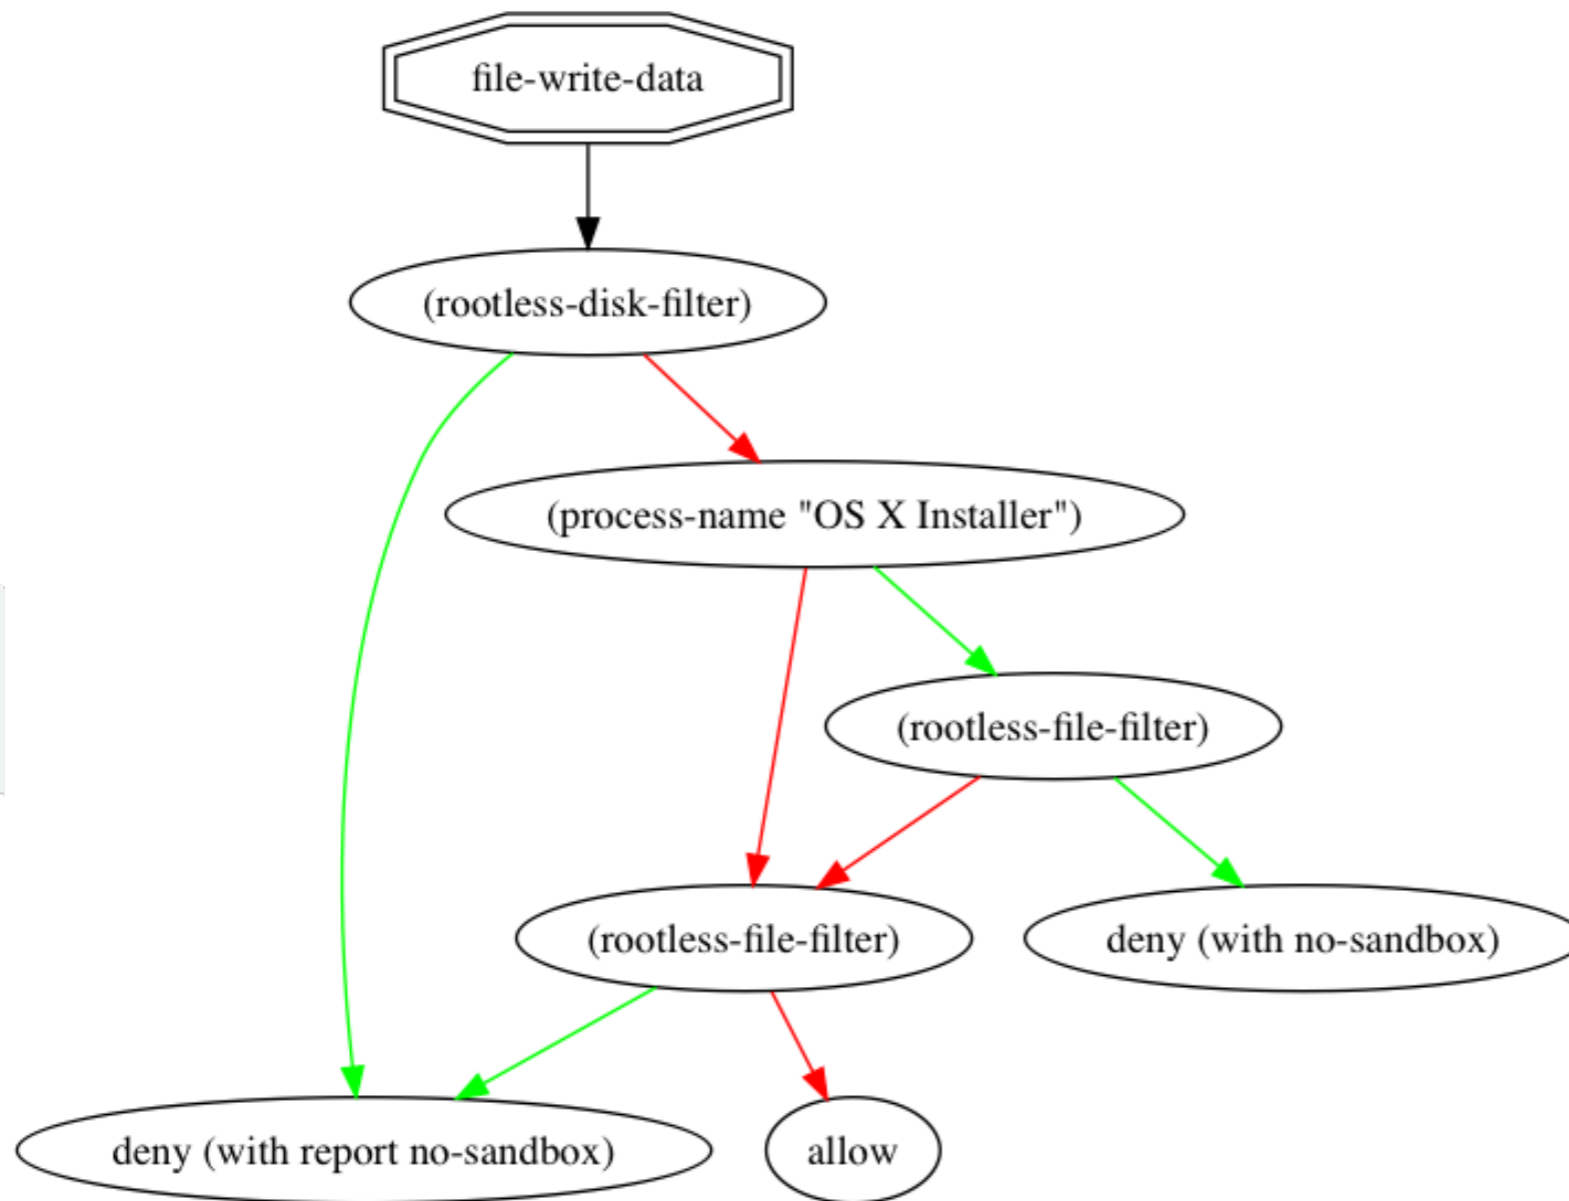 file-write-data
(rootless-disk-filter)
(process-name "OS X Installer")
(rootless-file-filter)
(rootless-file-filter)
deny (with no-sandbox)
deny (with report no-sandbox)
allow